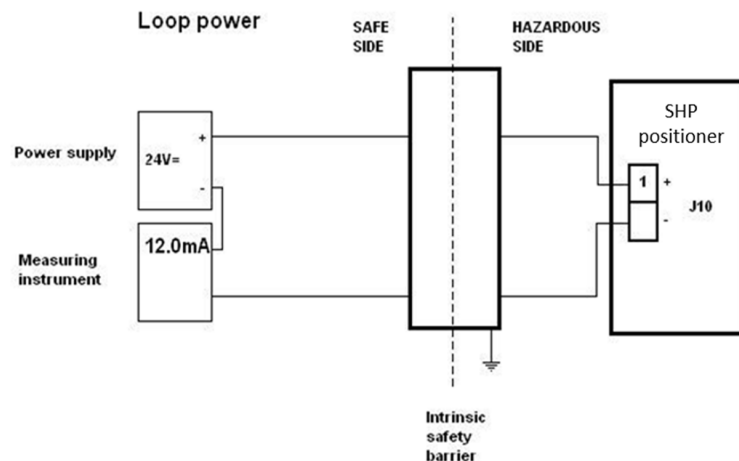 Loop power
SAFE
SIDE
HAZARDOUS
SIDE
Power supply
24V=
+
-
SHP
positioner
1
+
-
J10
Measuring
instrument
12.0mA
Intrinsic
safety
barrier